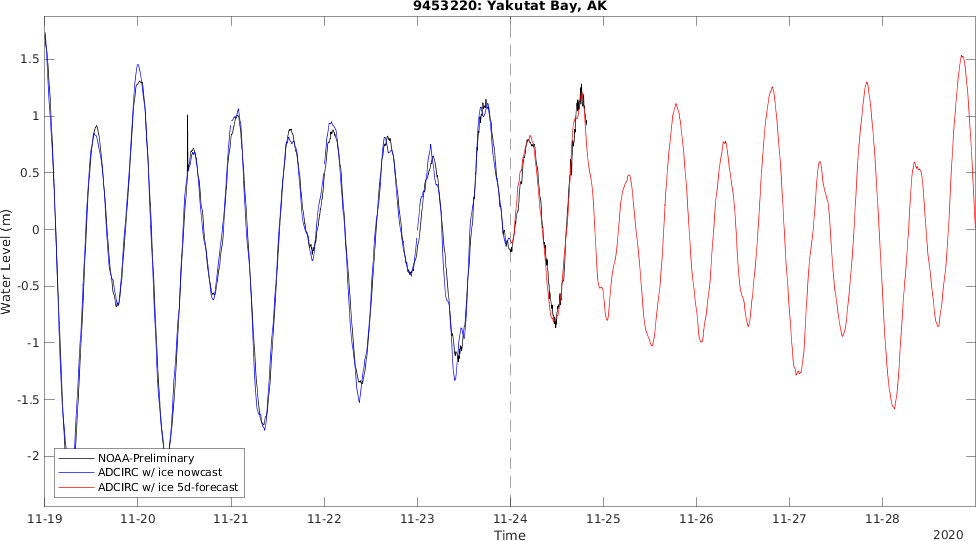 9453220: Yakutat Bay, AK
Water Level (m)
1.5
1
0.5
0
-0.5
-1
-1.5
-2
NOAA-Preliminary
ADCIRC w/ ice nowcast
ADCIRC w/ ice 5d-forecast
11-19 11-20 11-21 11-22 11-23 11-24 11-25 11-26 11-27 11-28
Time
2020